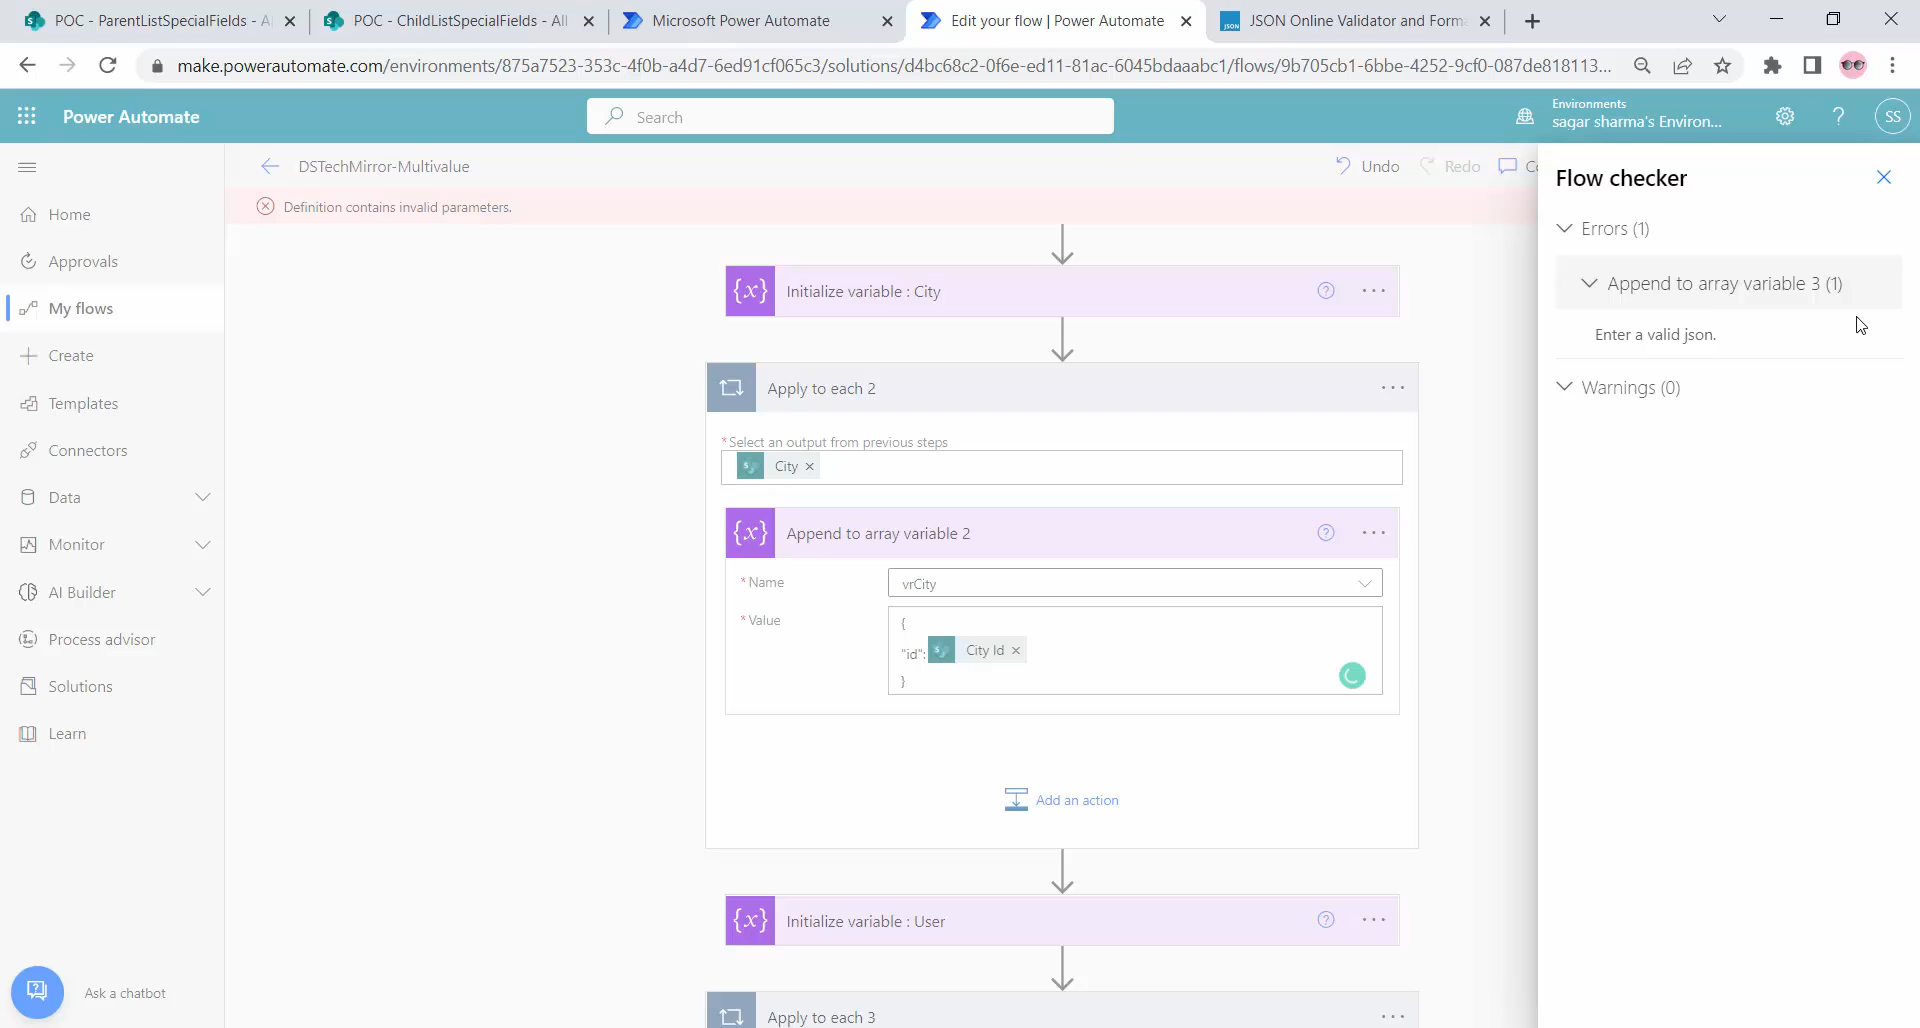 POC - ParentListSpecialFields - A
POC - ChildListSpecialFields - All
Microsoft Power Automate
Edit your flow | Power Automate
JSON Online Validator and Forma
make.powerautomate.com/environments/875a7523-353c-4f0b-a4d7-6ed91cf065c3/solutions/d4bc68c2-0f6e-ed11-81ac-6045bdaaabc1/flows/9b705cb1-6bbe-4252-9cf0-087de818113...
Power Automate
Search
Environments
sagar sharma's Environ...
SS
DSTechMirror-Multivalue
Undo
Redo
Co
Definition contains invalid parameters.
Home
Approvals
My flows
Create
Templates
Connectors
Data
Monitor
AI Builder
Process advisor
Solutions
Learn
Ask a chatbot
{x} Initialize variable : City
Apply to each 2
* Select an output from previous steps
City
{x} Append to array variable 2
* Name
vrCity
* Value
{
"id": City Id
}
Add an action
{x} Initialize variable : User
Apply to each 3
Flow checker
Errors (1)
Append to array variable 3 (1)
Enter a valid json.
Warnings (0)